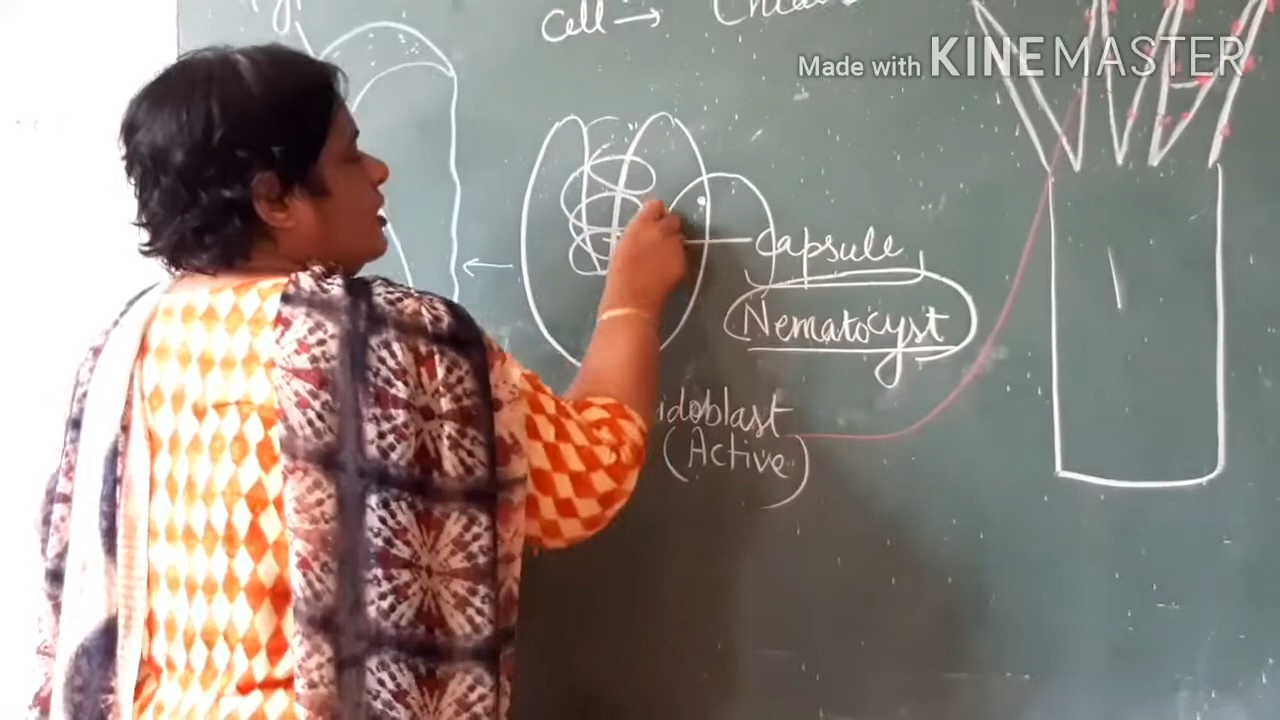 Cell →
Made with KINEMASTER
Capsule
Nematocyst
idoblast
(Active)